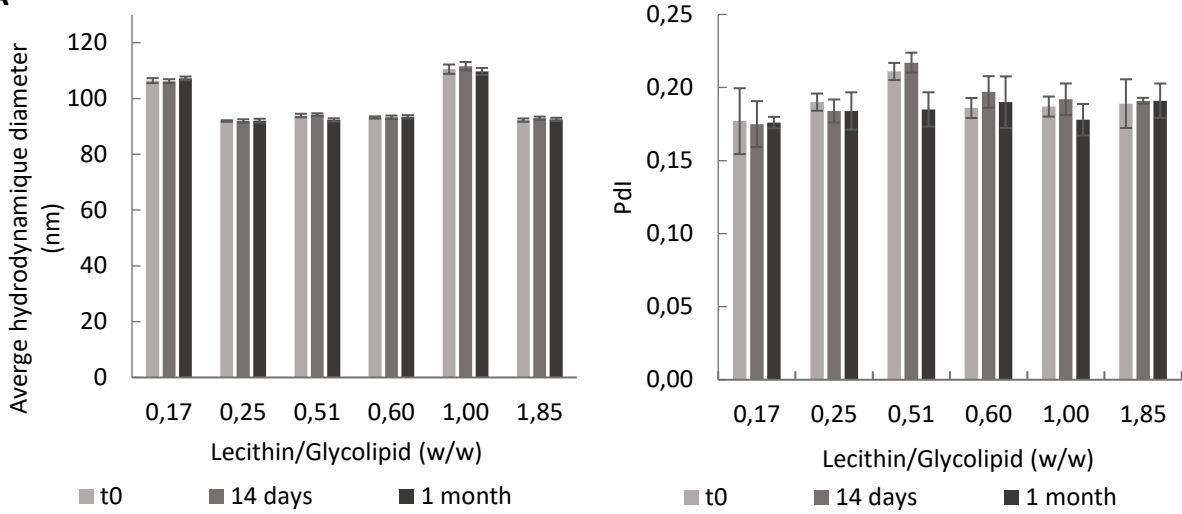 120
100
80
60
40
20
0
Averge hydrodynamique diameter
(nm)
0,17 0,25 0,51 0,60 1,00 1,85
Lecithin/Glycolipid (w/w)
t0 14 days 1 month
0,25
0,20
0,15
0,10
0,05
0,00
PdI
0,17 0,25 0,51 0,60 1,00 1,85
Lecithin/Glycolipid (w/w)
t0 14 days 1 month